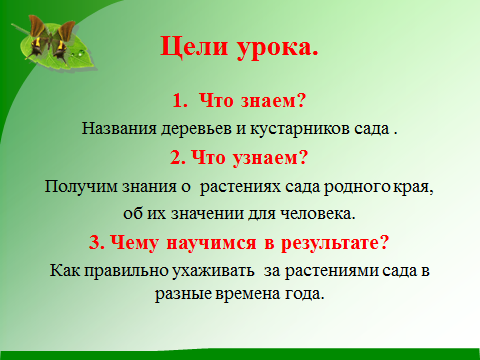 Цели урока.
1. Что знаем?
Названия деревьев и кустарников сада .
2. Что узнаем?
Получим знания о растениях сада родного края,
об их значении для человека.
3. Чему научимся в результате?
Как правильно ухаживать за растениями сада в
разные времена года.